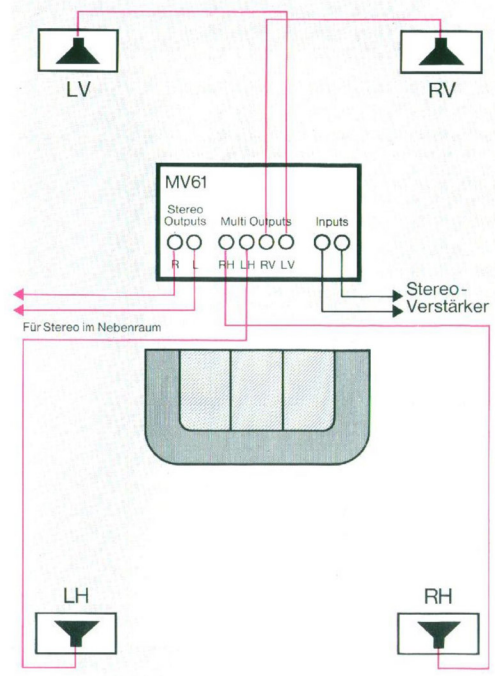 LV
RV
MV61
Stereo
Outputs
Multi Outputs
Inputs
R L RH LH RV LV
Stereo-
Verstärker
Für Stereo im Nebenraum
LH
RH